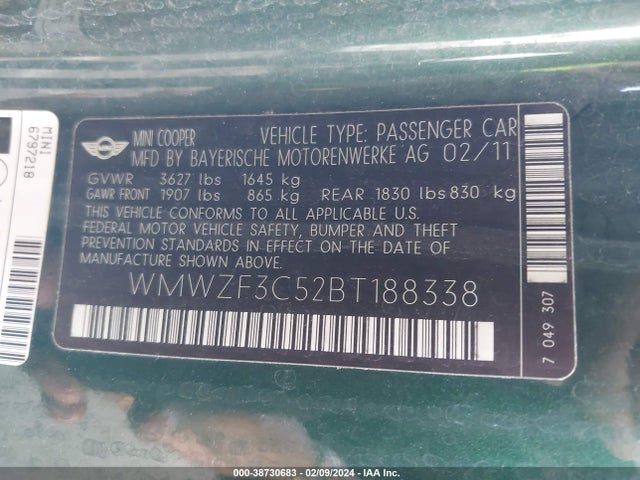 MINI
6797218
MINI COOPER VEHICLE TYPE: PASSENGER CAR
MFD BY BAYERISCHE MOTORENWERKE AG 02/11
GVWR 3627 lbs 1645 kg
GAWR FRONT 1907 lbs 865 kg REAR 1830 lbs 830 kg
THIS VEHICLE CONFORMS TO ALL APPLICABLE U.S.
FEDERAL MOTOR VEHICLE SAFETY, BUMPER AND THEFT
PREVENTION STANDARDS IN EFFECT ON THE DATE OF
MANUFACTURE SHOWN ABOVE.
WMWZF3C52BT188338
7 049 307
000-38730683 - 02/09/2024 - IAA Inc.